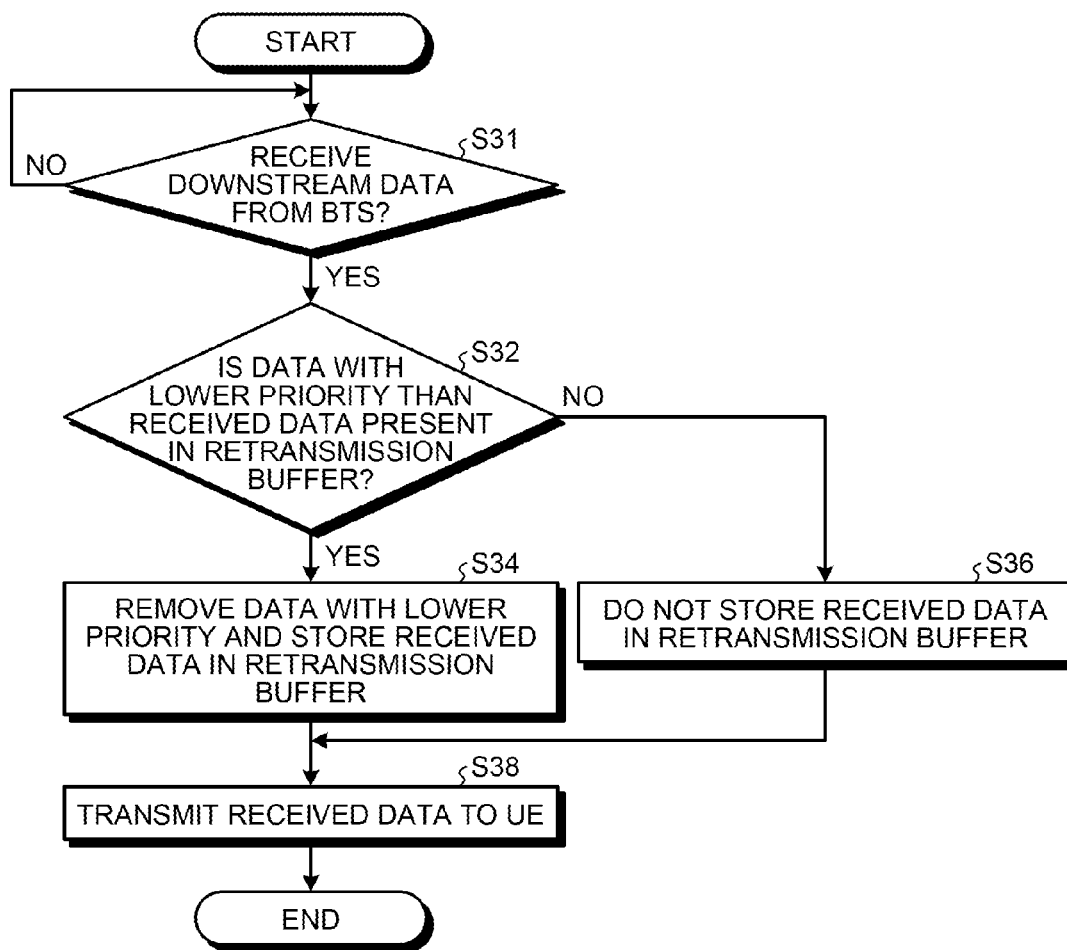 START
S31
NO
RECEIVE
DOWNSTREAM DATA
FROM BTS?
YES
S32
IS DATA WITH
LOWER PRIORITY THAN
RECEIVED DATA PRESENT
IN RETRANSMISSION
BUFFER?
NO
YES
S34
REMOVE DATA WITH LOWER
PRIORITY AND STORE RECEIVED
DATA IN RETRANSMISSION
BUFFER
S36
DO NOT STORE RECEIVED DATA
IN RETRANSMISSION BUFFER
S38
TRANSMIT RECEIVED DATA TO UE
END